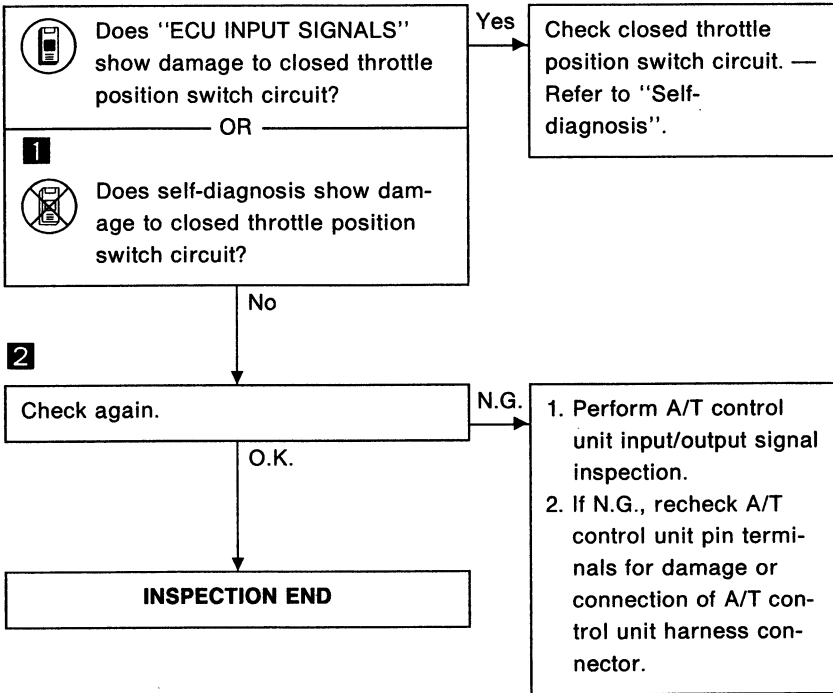 Does "ECU INPUT SIGNALS"
show damage to closed throttle
position switch circuit?
Yes
Check closed throttle
position switch circuit. —
Refer to "Self-
diagnosis".
OR
1
Does self-diagnosis show dam-
age to closed throttle position
switch circuit?
No
2
Check again.
N.G.
1. Perform A/T control
unit input/output signal
inspection.
2. If N.G., recheck A/T
control unit pin termi-
nals for damage or
connection of A/T con-
trol unit harness con-
nector.
O.K.
INSPECTION END